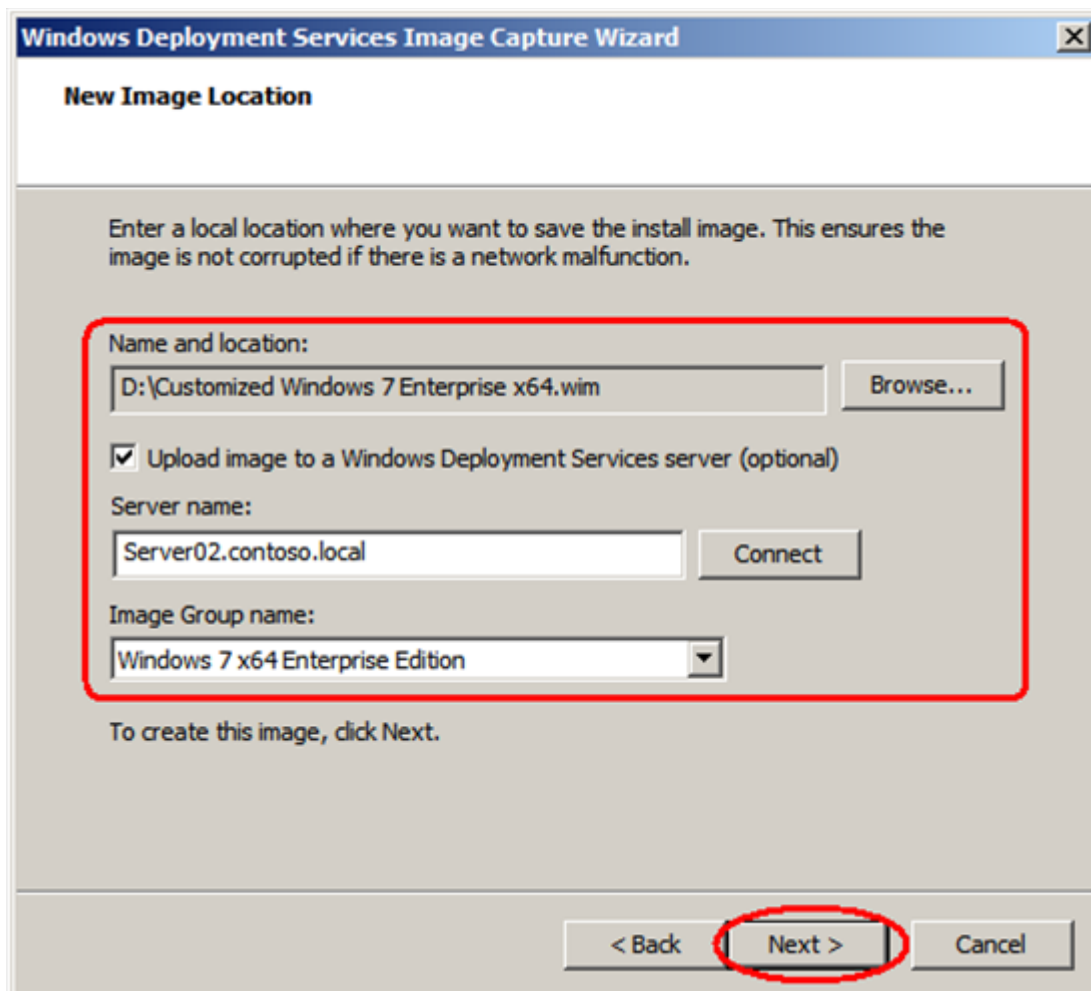 Windows Deployment Services Image Capture Wizard
New Image Location
Enter a local location where you want to save the install image. This ensures the
image is not corrupted if there is a network malfunction.
Name and location:
D:\Customized Windows 7 Enterprise x64.wim
Browse...
Upload image to a Windows Deployment Services server (optional)
Server name:
Server02.contoso.local
Connect
Image Group name:
Windows 7 x64 Enterprise Edition
To create this image, click Next.
< Back
Next >
Cancel